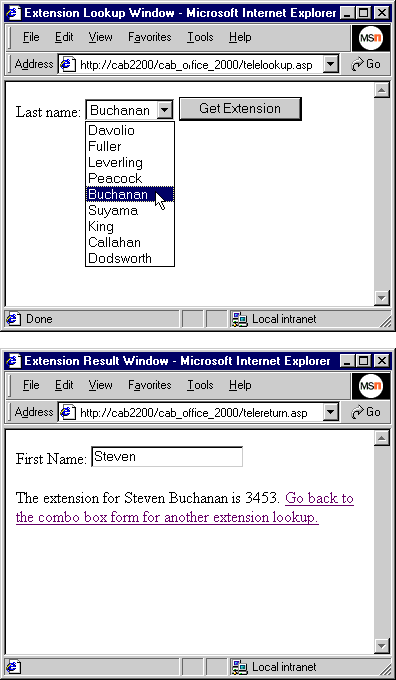 Extension Lookup Window - Microsoft Internet Explorer
File Edit View Favorites Tools Help
msn
Address http://cab2200/cab_office_2000/telelookup.asp Go
Last name: Buchanan Get Extension
Davolio
Fuller
Leverling
Peacock
Buchanan
Suyama
King
Callahan
Dodsworth
Done Local intranet
Extension Result Window - Microsoft Internet Explorer
File Edit View Favorites Tools Help
msn
Address http://cab2200/cab_office_2000/telereturn.asp Go
First Name: Steven
The extension for Steven Buchanan is 3453. Go back to
the combo box form for another extension lookup.
Local intranet